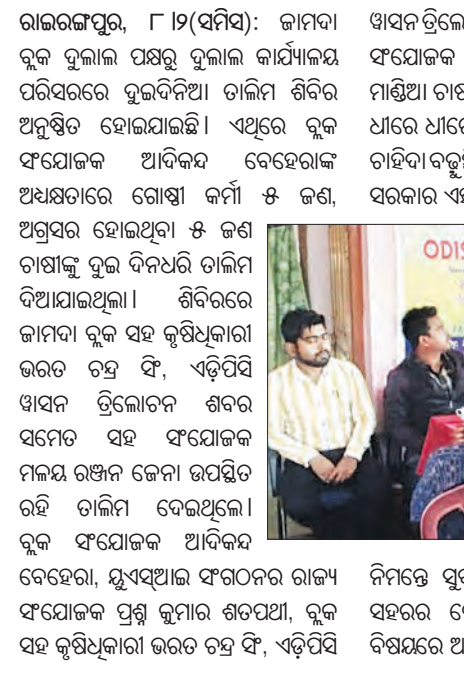 ରାଇରଙ୍ଗପୁର, ୮ ।୨(ସମିସ): ଜାମଦା
ବ୍ଲକ ଦୁଲାଲ ପକ୍ଷରୁ ଦୁଲାଲ କାର୍ଯ୍ୟାଳୟ
ପରିସରରେ ଦୁଇଦିନିଆ ତାଲିମ ଶିବିର
ଅନୁଷ୍ଠିତ ହୋଇଯାଇଛି। ଏଥିରେ ବ୍ଲକ
ସଂଯୋଜକ ଆଦିକନ୍ଦ ବେହେରାଙ୍କ
ଅଧ୍ୟକ୍ଷତାରେ ଗୋଷ୍ଠୀ କର୍ମୀ ୫ ଜଣ,
ଅଗ୍ରସର ହୋଇଥିବା ୫ ଜଣ
ଚାଷୀଙ୍କୁ ଦୁଇ ଦିନଧରି ତାଲିମ
ଦିଆଯାଇଥିଲା। ଶିବିରରେ
ଜାମଦା ବ୍ଲକ ସହ କୃଷିଧିକାରୀ
ଭରତ ଚନ୍ଦ୍ର ସିଂ, ଏଡ଼ିପିସି
ୱାସନ ତ୍ରିଲୋଚନ ଶବର
ସମେତ ସହ ସଂଯୋଜକ
ମଳୟ ରଞ୍ଜନ ଜେନା ଉପସ୍ଥିତ
ରହି ତାଲିମ ଦେଇଥିଲେ।
ବ୍ଲକ ସଂଯୋଜକ ଆଦିକନ୍ଦ
ବେହେରା, ୟୁଏସ୍ଆଇ ସଂଗଠନର ରାଜ୍ୟ
ସଂଯୋଜକ ପ୍ରଶ୍ନ କୁମାର ଶତପଥୀ, ବ୍ଲକ
ସହ କୃଷିଧିକାରୀ ଭରତ ଚନ୍ଦ୍ର ସିଂ, ଏଡ଼ିପିସି
ସଂଯୋଜକ
ମାଣ୍ଡିଆ
ଧୀରେ
ଚାହିଦା
ସରକାର
ODIS
ନିମନ୍ତେ
ସହରର
ବିଷୟରେ